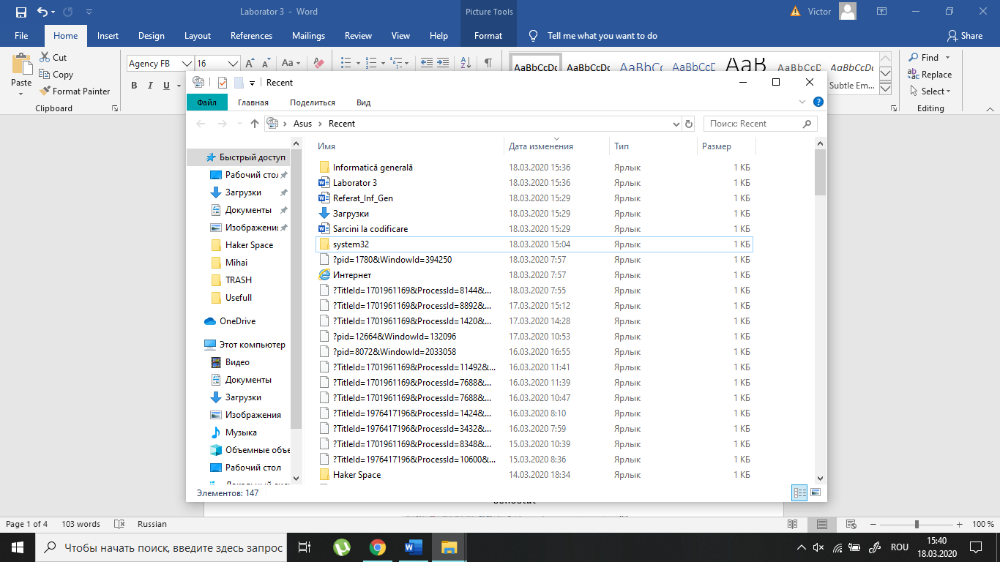 Laborator 3 - Word
Picture Tools
Victor
File Home Insert Design Layout References Mailings Review View Help Format Tell me what you want to do Share
Cut
Copy
Format Painter
Paste
Clipboard
Agency FB 16
B I U
AaBbCcDc AaBbCcDc AaBbCc AaBbCcE AaB AaBbCcD AaBbCcDc
Subtle Em...
Find
Replace
Select
Editing
Recent
Файл Главная Поделиться Вид
Asus Recent
Поиск: Recent
Быстрый доступ
Рабочий стол
Загрузки
Документы
Изображения
Haker Space
Mihai
TRASH
Usefull
OneDrive
Этот компьютер
Видео
Документы
Загрузки
Изображения
Музыка
Объемные объе
Рабочий стол
Имя Дата изменения Тип Размер
Informatică generală 18.03.2020 15:36 Ярлык 1 КБ
Laborator 3 18.03.2020 15:36 Ярлык 1 КБ
Referat_Inf_Gen 18.03.2020 15:29 Ярлык 1 КБ
Загрузки 18.03.2020 15:29 Ярлык 1 КБ
Sarcini la codificare 18.03.2020 15:29 Ярлык 1 КБ
system32 18.03.2020 15:04 Ярлык 1 КБ
?pid=1780&WindowId=394250 18.03.2020 7:57 Ярлык 1 КБ
Интернет 18.03.2020 7:57 Ярлык 1 КБ
?TitleId=1701961169&ProcessId=8144&... 18.03.2020 7:55 Ярлык 1 КБ
?TitleId=1701961169&ProcessId=8892&... 17.03.2020 15:12 Ярлык 1 КБ
?TitleId=1701961169&ProcessId=1420&... 17.03.2020 14:28 Ярлык 1 КБ
?pid=12664&WindowId=132096 17.03.2020 10:53 Ярлык 1 КБ
?pid=8072&WindowId=2033058 16.03.2020 16:55 Ярлык 1 КБ
?TitleId=1701961169&ProcessId=11492&... 16.03.2020 11:41 Ярлык 1 КБ
?TitleId=1701961169&ProcessId=7688&... 16.03.2020 11:39 Ярлык 1 КБ
?TitleId=1701961169&ProcessId=7688&... 16.03.2020 10:47 Ярлык 1 КБ
?TitleId=1976417196&ProcessId=1424&... 16.03.2020 8:10 Ярлык 1 КБ
?TitleId=1976417196&ProcessId=3432&... 16.03.2020 7:59 Ярлык 1 КБ
?TitleId=1701961169&ProcessId=8348&... 15.03.2020 10:39 Ярлык 1 КБ
?TitleId=1976417196&ProcessId=10600&... 15.03.2020 8:36 Ярлык 1 КБ
Haker Space 14.03.2020 18:34 Ярлык 1 КБ
Элементов: 147
Page 1 of 4 103 words Russian 100 %
Чтобы начать поиск, введите здесь запрос
ROU
15:40
18.03.2020